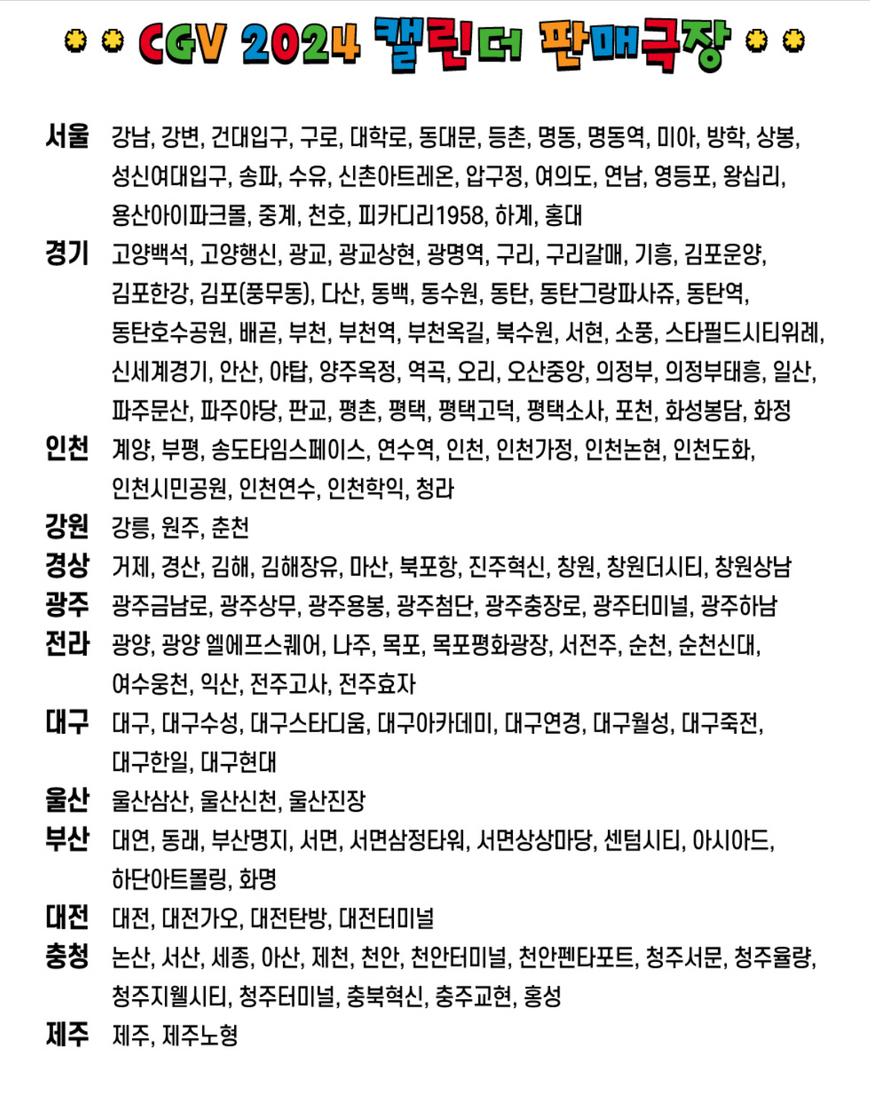 CGV 2024 캘린더 판매극장
서울 강남, 강변, 건대입구, 구로, 대학로, 동대문, 등촌, 명동, 명동역, 미아, 방학, 상봉,
성신여대입구, 송파, 수유, 신촌아트레온, 압구정, 여의도, 연남, 영등포, 왕십리,
용산아이파크몰, 중계, 천호, 피카디리1958, 하계, 홍대
경기 고양백석, 고양행신, 광교, 광교상현, 광명역, 구리, 구리갈매, 기흥, 김포운양,
김포한강, 김포(풍무동), 다산, 동백, 동수원, 동탄, 동탄그랑파사쥬, 동탄역,
동탄호수공원, 배곧, 부천, 부천역, 부천옥길, 북수원, 서현, 소풍, 스타필드시티위례,
신세계경기, 안산, 야탑, 양주옥정, 역곡, 오리, 오산중앙, 의정부, 의정부태흥, 일산,
파주문산, 파주야당, 판교, 평촌, 평택, 평택고덕, 평택소사, 포천, 화성봉담, 화정
인천 계양, 부평, 송도타임스페이스, 연수역, 인천, 인천가정, 인천논현, 인천도화,
인천시민공원, 인천연수, 인천학익, 청라
강원 강릉, 원주, 춘천
경상 거제, 경산, 김해, 김해장유, 마산, 북포항, 진주혁신, 창원, 창원더시티, 창원상남
광주 광주금남로, 광주상무, 광주용봉, 광주첨단, 광주충장로, 광주터미널, 광주하남
전라 광양, 광양 엘에프스퀘어, 나주, 목포, 목포평화광장, 서전주, 순천, 순천신대,
여수웅천, 익산, 전주고사, 전주효자
대구 대구, 대구수성, 대구스타디움, 대구아카데미, 대구연경, 대구월성, 대구죽전,
대구한일, 대구현대
울산 울산삼산, 울산신천, 울산진장
부산 대연, 동래, 부산명지, 서면, 서면삼정타워, 서면상상마당, 센텀시티, 아시아드,
하단아트몰링, 화명
대전 대전, 대전가오, 대전탄방, 대전터미널
충청 논산, 서산, 세종, 아산, 제천, 천안, 천안터미널, 천안펜타포트, 청주서문, 청주율량,
청주지웰시티, 청주터미널, 충북혁신, 충주교현, 홍성
제주 제주, 제주노형